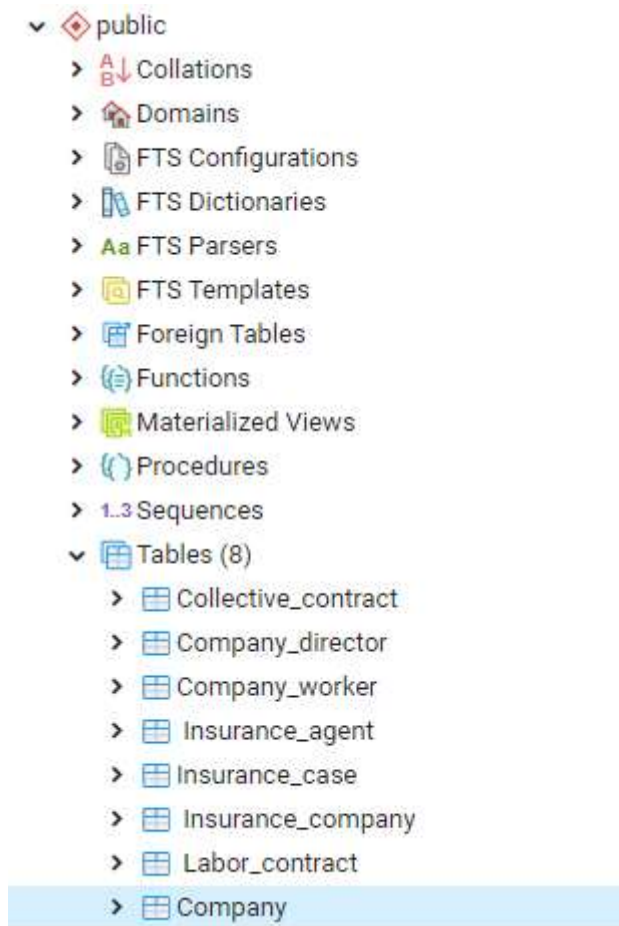 public
A B Collations
Domains
FTS Configurations
FTS Dictionaries
Aa FTS Parsers
FTS Templates
Foreign Tables
Functions
Materialized Views
Procedures
1..3 Sequences
Tables (8)
Collective_contract
Company_director
Company_worker
Insurance_agent
Insurance_case
Insurance_company
Labor_contract
Company